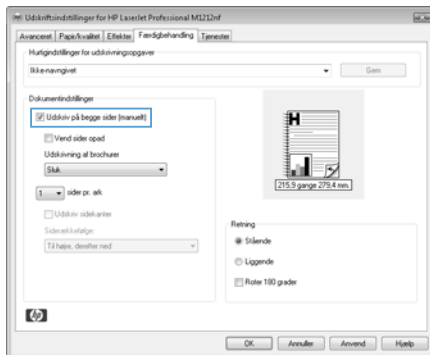 Udskriftsindstillinger for HP LaserJet Professional M1212nf
Avanceret Papir/kvalitet Effekter Færdigbehandling Tjenester
Hurtigindstillinger for udskrivningsopgaver
Ikke-navngivet
Gem
Dokumentindstillinger
Udskriv på begge sider (manuelt)
Vend sider opad
Udskrivning af brochurer
Sluk
1 sider pr. ark
Udskriv sidekanter
Siderækkefølge:
Til højre, derefter ned
H
215,9 gange 279,4 mm.
Retning
Stående
Liggende
Roter 180 grader
hp
OK Annuller Anvend Hjælp